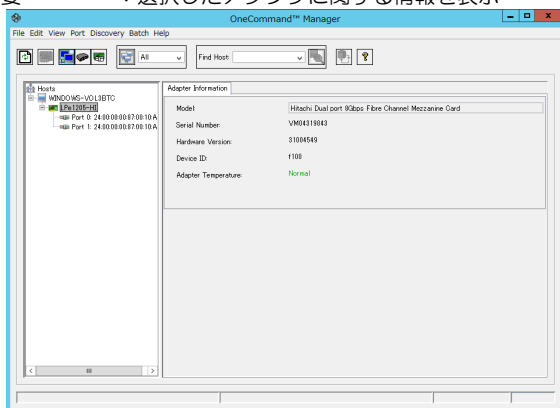 ・選択したアダプタに関する情報を表示
OneCommand™ Manager
File Edit View Port Discovery Batch Help
All
Find Host:
Hosts
WINDOWS-VOL3BTC
LPe1205-HI
Port 0: 24:00:00:00:87:00:10:A
Port 1: 24:00:00:00:87:00:10:A
Adapter Information
Model: Hitachi Dual port 8Gbps Fibre Channel Mezzanine Card
Serial Number: VM04319843
Hardware Version: 31004549
Device ID: f100
Adapter Temperature: Normal